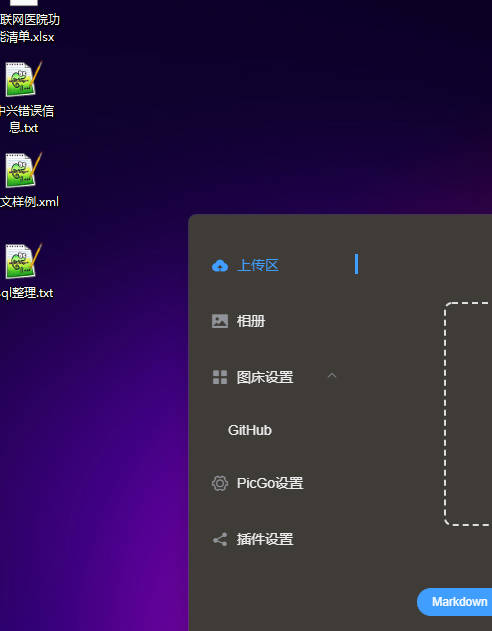 联网医院功
能清单.xlsx
中兴错误信
息.txt
文样例.xml
ql整理.txt
上传区
相册
图床设置
GitHub
PicGo设置
插件设置
Markdown